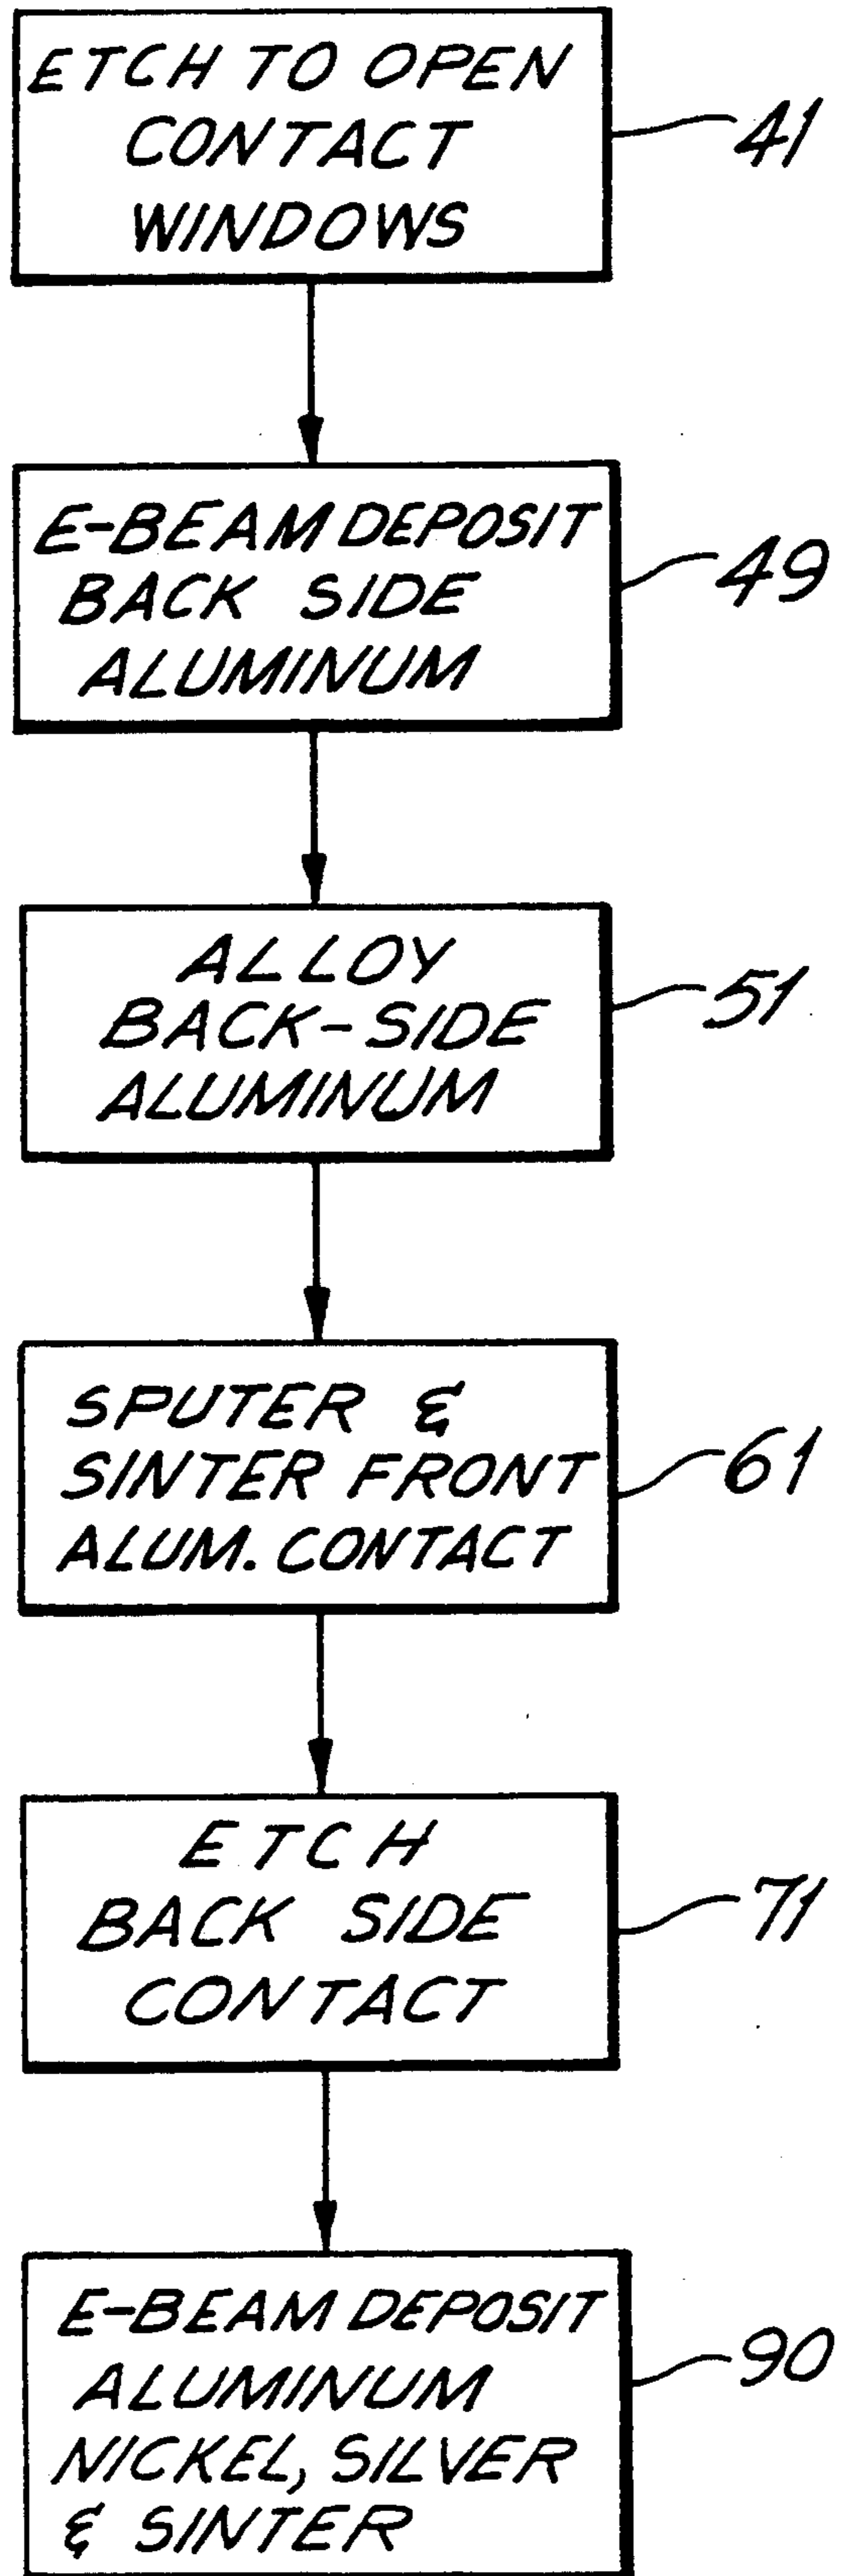 ETCH TO OPEN
CONTACT
WINDOWS
41
E-BEAM DEPOSIT
BACK SIDE
ALUMINUM
49
ALLOY
BACK-SIDE
ALUMINUM
51
SPUTER &
SINTER FRONT
ALUM. CONTACT
61
ETCH
BACK SIDE
CONTACT
71
E-BEAM DEPOSIT
ALUMINUM
NICKEL, SILVER
& SINTER
90